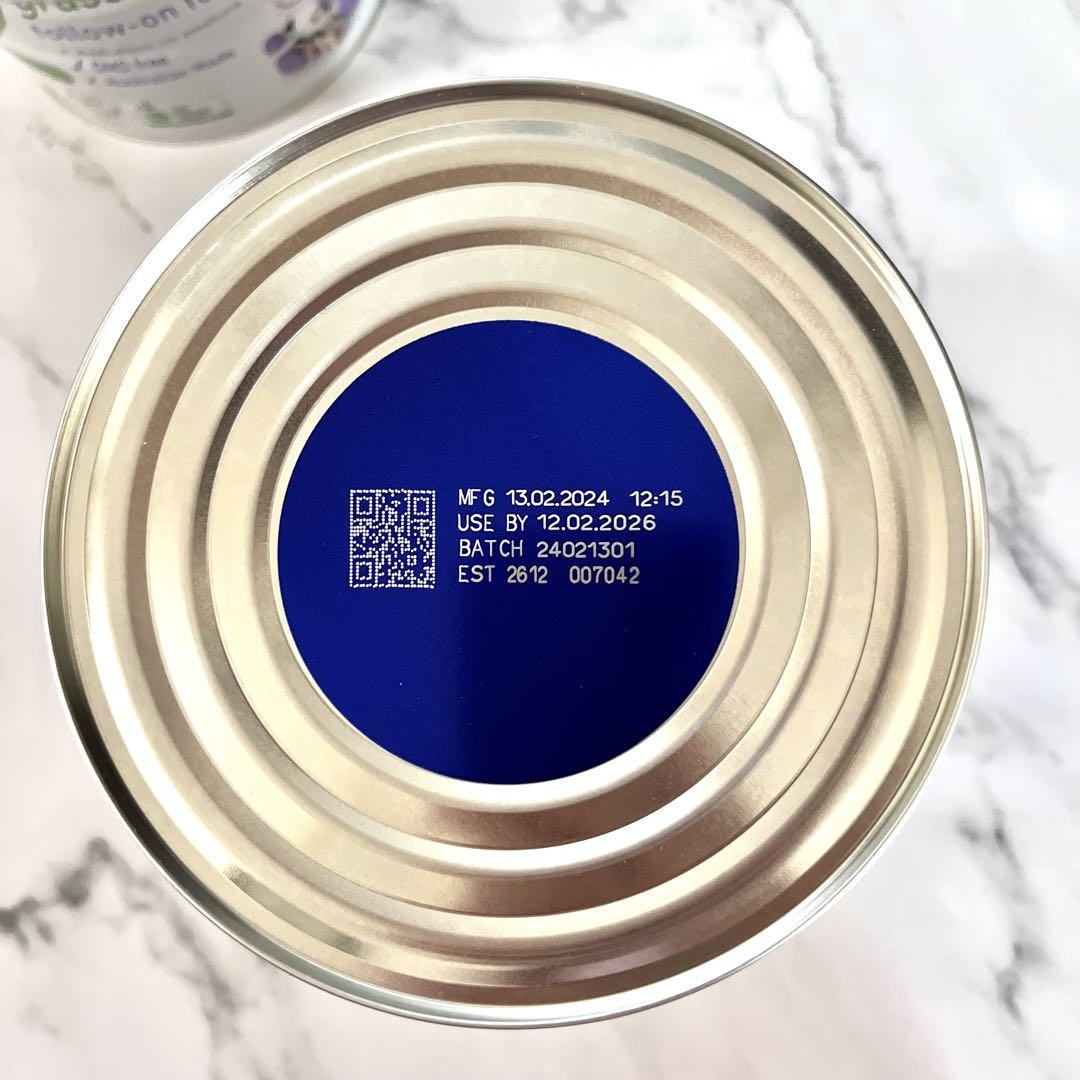 follow-on
MFG 13.02.2024 12:15
USE BY 12.02.2026
BATCH 24021301
EST 2612 007042